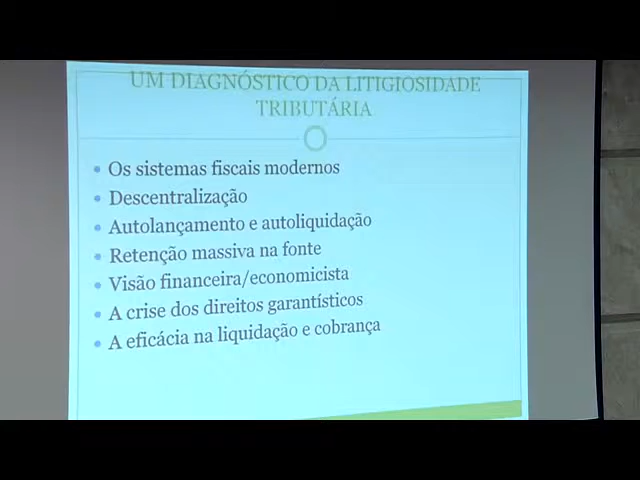 UM DIAGNÓSTICO DA LITIGIOSIDADE
TRIBUTÁRIA
• Os sistemas fiscais modernos
• Descentralização
• Autolançamento e autoliquidação
• Retenção massiva na fonte
• Visão financeira/economicista
• A crise dos direitos garantísticos
• A eficácia na liquidação e cobrança